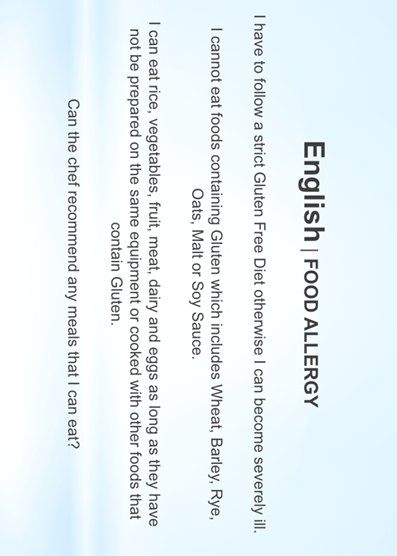 English | FOOD ALLERGY
I have to follow a strict Gluten Free Diet otherwise I can become severely ill.
I cannot eat foods containing Gluten which includes Wheat, Barley, Rye,
Oats, Malt or Soy Sauce.
I can eat rice, vegetables, fruit, meat, dairy and eggs as long as they have
not be prepared on the same equipment or cooked with other foods that
contain Gluten.
Can the chef recommend any meals that I can eat?